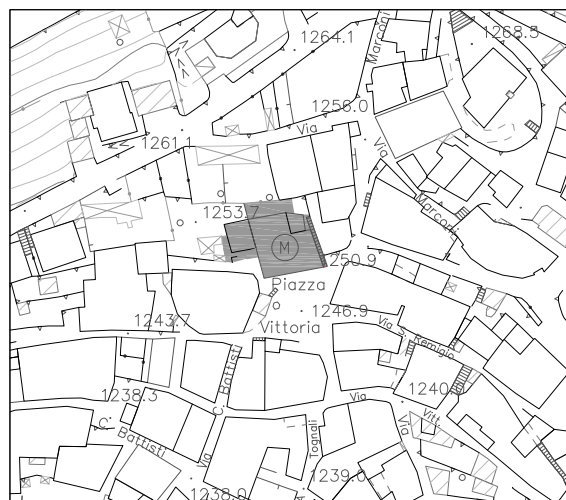 1264.1
Marconi
1268.5
1256.0
Via
1261.1
Via
1253.7
Marconi
M
250.9
Piazza
1246.9
1243.7
Vittoria
Via S.
Remigio
C. Battisti
1238.3
1240.
Via
C.
Battisti
Via
Tognali
Vitt.
1239.0
1238.0